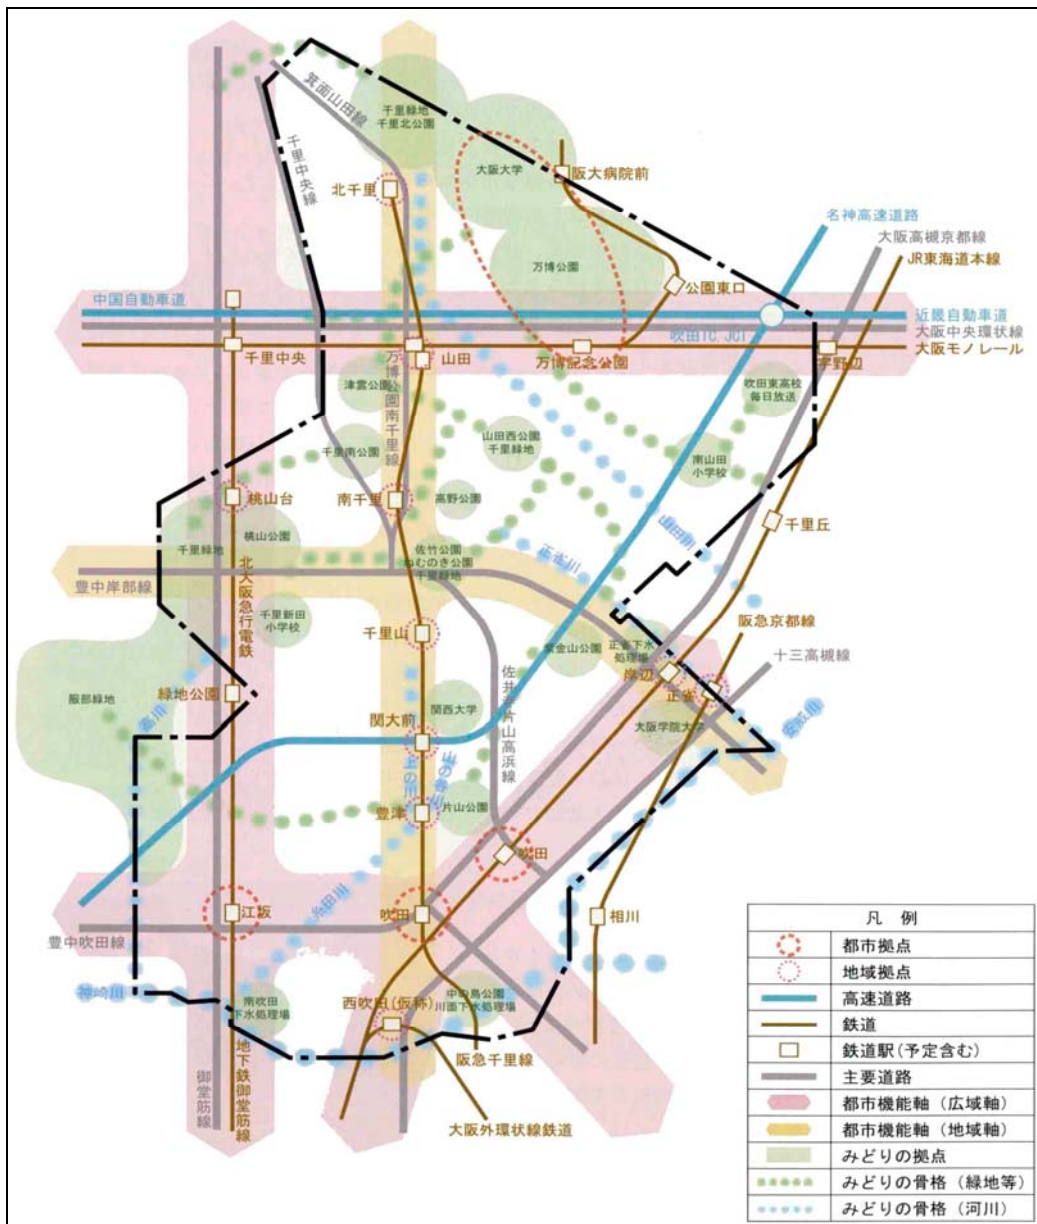 箕面山田線
千里緑地
千里北公園
千里中央線
大阪大学
阪大病院前
北千里
名神高速道路
大阪高槻京都線
JR東海道本線
万博公園
公園東口
中国自動車道
近畿自動車道
吹田IC.JCT
大阪中央環状線
千里中央
山田
万博記念公園
宇野辺
大阪モノレール
津雲公園
万博公園南千里線
吹田東高校
毎日放送
千里南公園
山田西公園
千里緑地
南山田
小学校
桃山台
南千里
高野公園
千里丘
山田川
千里緑地
桃山公園
佐竹公園
ねむのき公園
千里緑地
正雀川
豊中岸部線
北大阪急行電鉄
千里新田
小学校
千里山
阪急京都線
紫金山公園
正雀下水
処理場
十三高槻線
岸辺
正雀
服部緑地
緑地公園
高川
関西大学
佐井寺片山高浜線
大阪学院大学
安威川
関大前
上の川
山の谷川
豊津
片山公園
吹田
糸田川
江坂
吹田
相川
豊中吹田線
神崎川
南吹田
下水処理場
西吹田(仮称)
中の島公園
川面下水処理場
阪急千里線
御堂筋線
地下鉄御堂筋線
大阪外環状線鉄道
凡 例
都市拠点
地域拠点
高速道路
鉄道
鉄道駅(予定含む)
主要道路
都市機能軸（広域軸）
都市機能軸（地域軸）
みどりの拠点
みどりの骨格（緑地等）
みどりの骨格（河川）